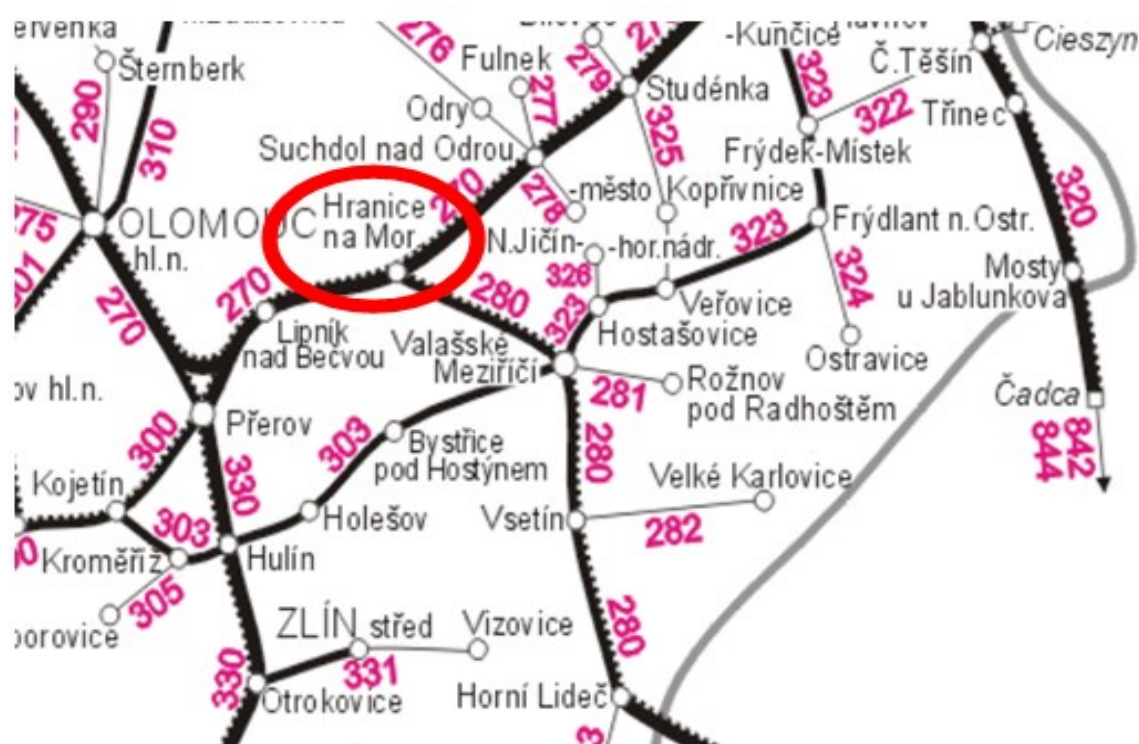 276
279
-Kunčice
323
Cieszyn
Č.Těšín
Šternberk
290
310
Fulnek
277
Odry
Studénka
325
322
Třinec
Frýdek-Místek
320
Suchdol nad Odrou
278
-město
Kopřivnice
275
OLOMOUC
hl.n.
Hranice
na Mor.
N.Jičín-
-hor.nádr.
326
323
Frýdlant n. Ostr.
324
Mosty
u Jablunkova
270
270
280
323
Veřovice
Hostašovice
Ostravice
Lipník
nad Bečvou
Valašské
Meziříčí
281
Rožnov
pod Radhoštěm
Čadca
842
844
ov hl.n.
Přerov
300
330
303
Bystřice
pod Hostýnem
280
Velké Karlovice
282
Kojetín
303
Holešov
Vsetín
Kroměříž
Hulín
305
ZLÍN střed
Vizovice
331
280
330
Otrokovice
Horní Lideč